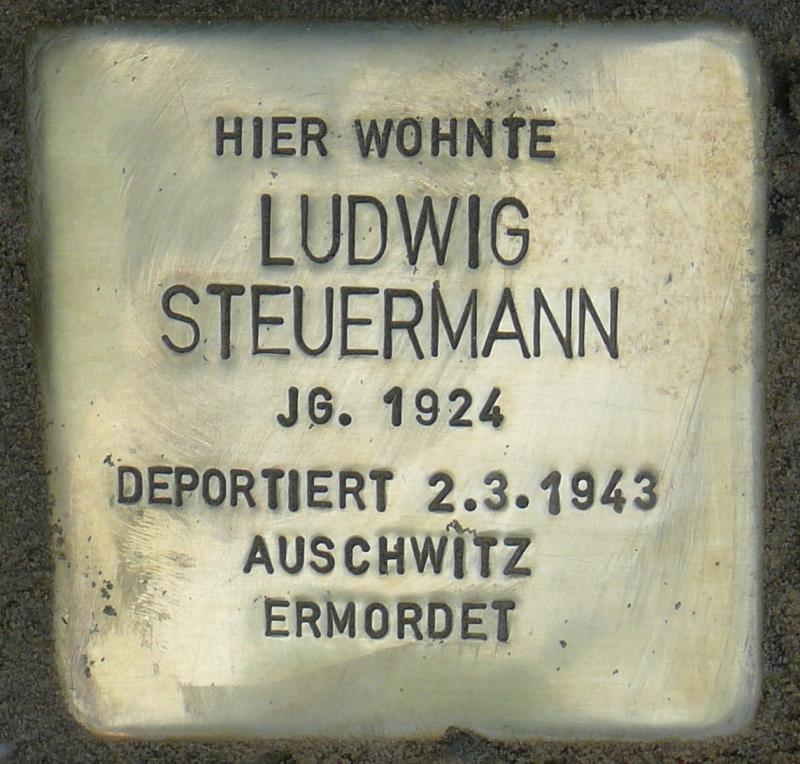 HIER WOHNTE
LUDWIG
STEUERMANN
JG. 1924
DEPORTIERT 2.3.1943
AUSCHWITZ
ERMORDET